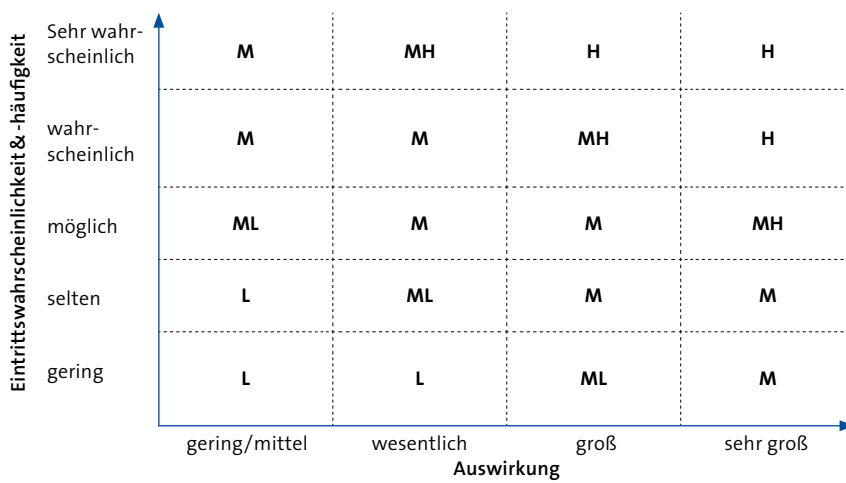 Eintrittswahrscheinlichkeit & -häufigkeit
Sehr wahr-
scheinlich
M MH H H
wahr-
scheinlich
M M MH H
möglich ML M M MH
selten L ML M M
gering L L ML M
gering/mittel wesentlich groß sehr groß
Auswirkung